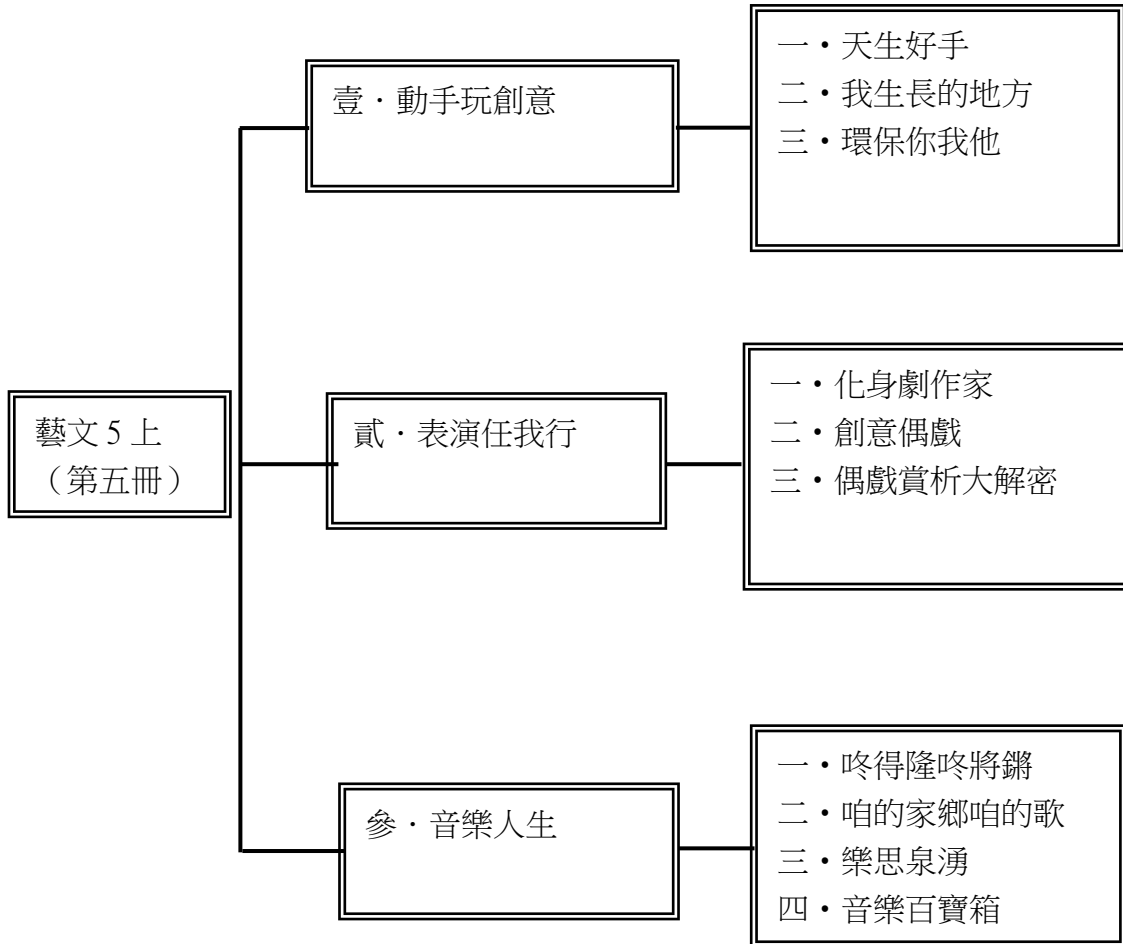 藝文 5 上
（第五冊）
壹．動手玩創意
一‧天生好手
二‧我生長的地方
三‧環保你我他
貳．表演任我行
一‧化身劇作家
二‧創意偶戲
三‧偶戲賞析大解密
參．音樂人生
一‧咚得隆咚將鏘
二‧咱的家鄉咱的歌
三‧樂思泉湧
四‧音樂百寶箱